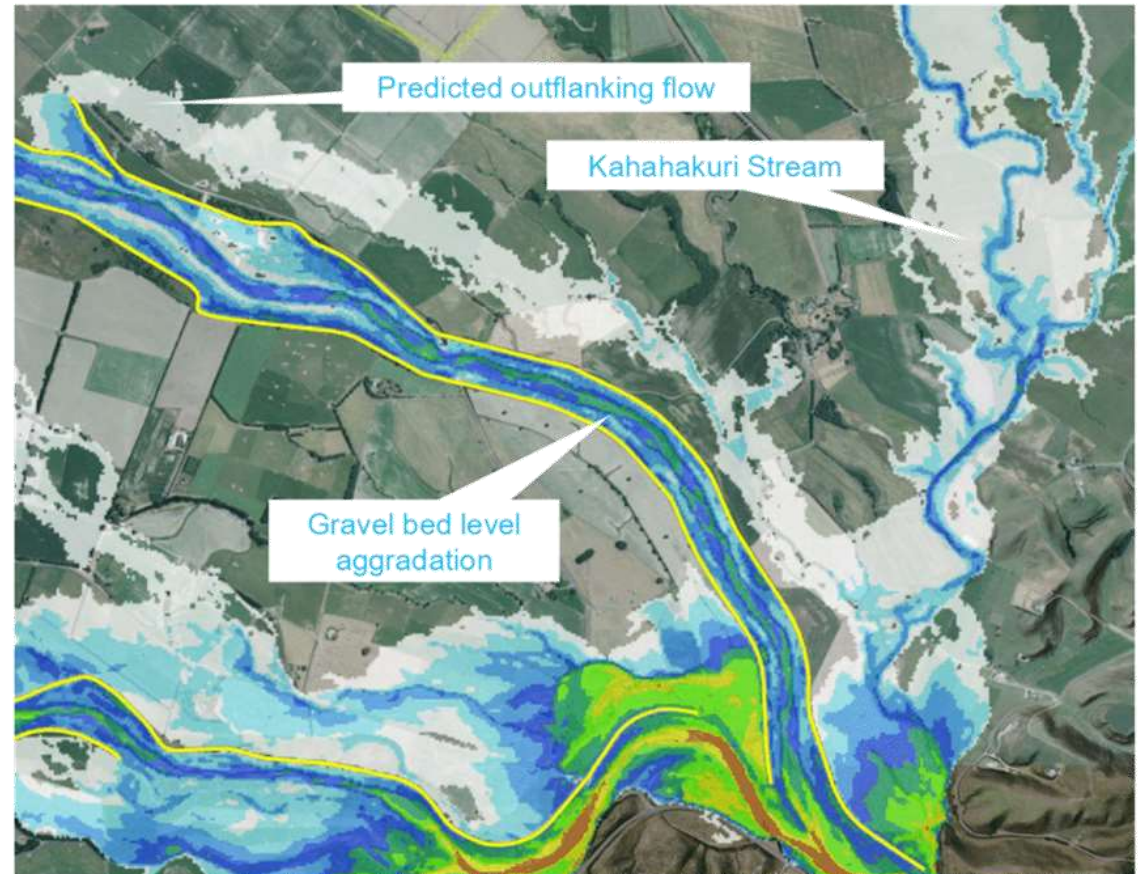 Predicted outflanking flow
Kahahakuri Stream
Gravel bed level
aggradation